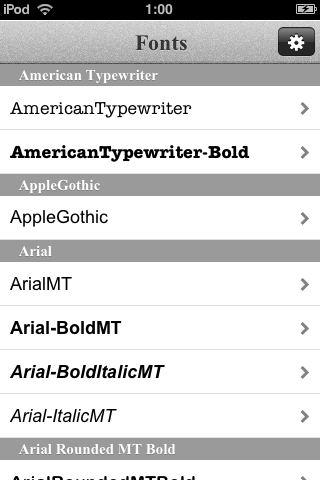 iPod 1:00
Fonts
American Typewriter
AmericanTypewriter
AmericanTypewriter-Bold
AppleGothic
AppleGothic
Arial
ArialMT
Arial-BoldMT
Arial-BoldItalicMT
Arial-ItalicMT
Arial Rounded MT Bold
ArialRoundedMTBold